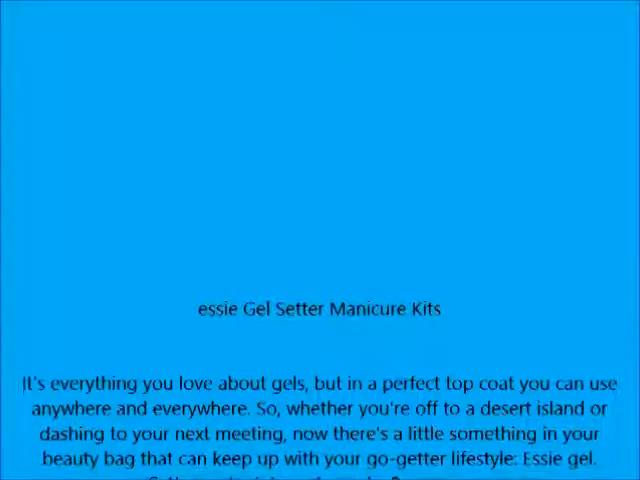 essie Gel Setter Manicure Kits
It's everything you love about gels, but in a perfect top coat you can use
anywhere and everywhere. So, whether you're off to a desert island or
dashing to your next meeting, now there's a little something in your
beauty bag that can keep up with your go-getter lifestyle: Essie gel.